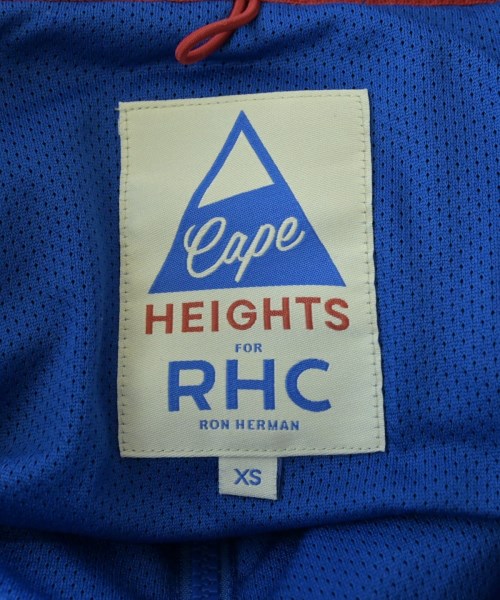 Cape
HEIGHTS
FOR
RHC
RON HERMAN
XS